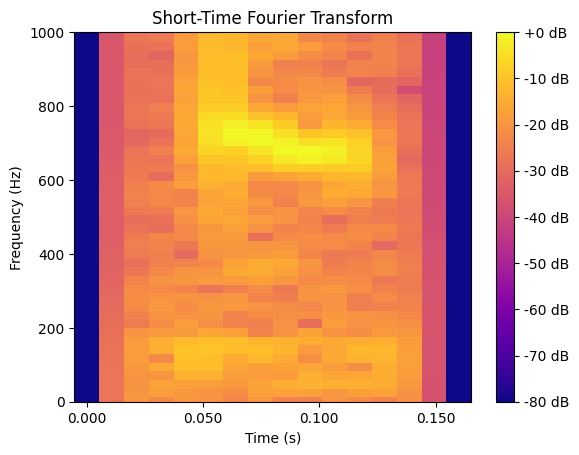 Short-Time Fourier Transform
Frequency (Hz)
1000
800
600
400
200
0
0.000
0.050
0.100
0.150
Time (s)
+0 dB
-10 dB
-20 dB
-30 dB
-40 dB
-50 dB
-60 dB
-70 dB
-80 dB